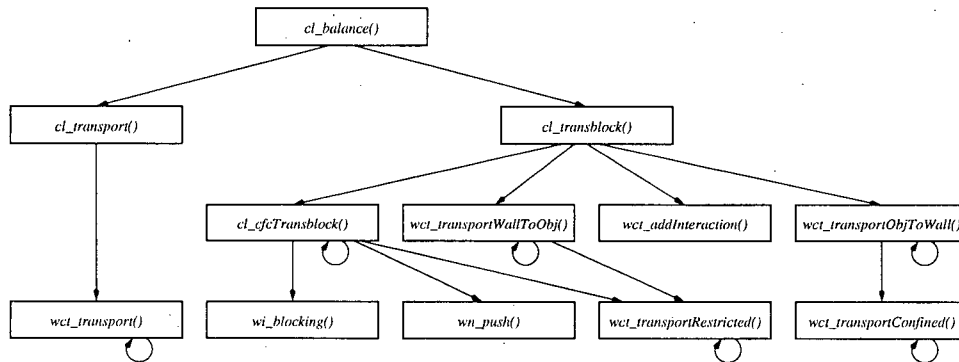 cl_balance()
cl_transport()
cl_transblock()
cl_cfcTransblock()
wct_transportWallToObj()
wct_addInteraction()
wct_transportObjToWall()
wct_transport()
wi_blocking()
wn_push()
wct_transportRestricted()
wct_transportConfined()